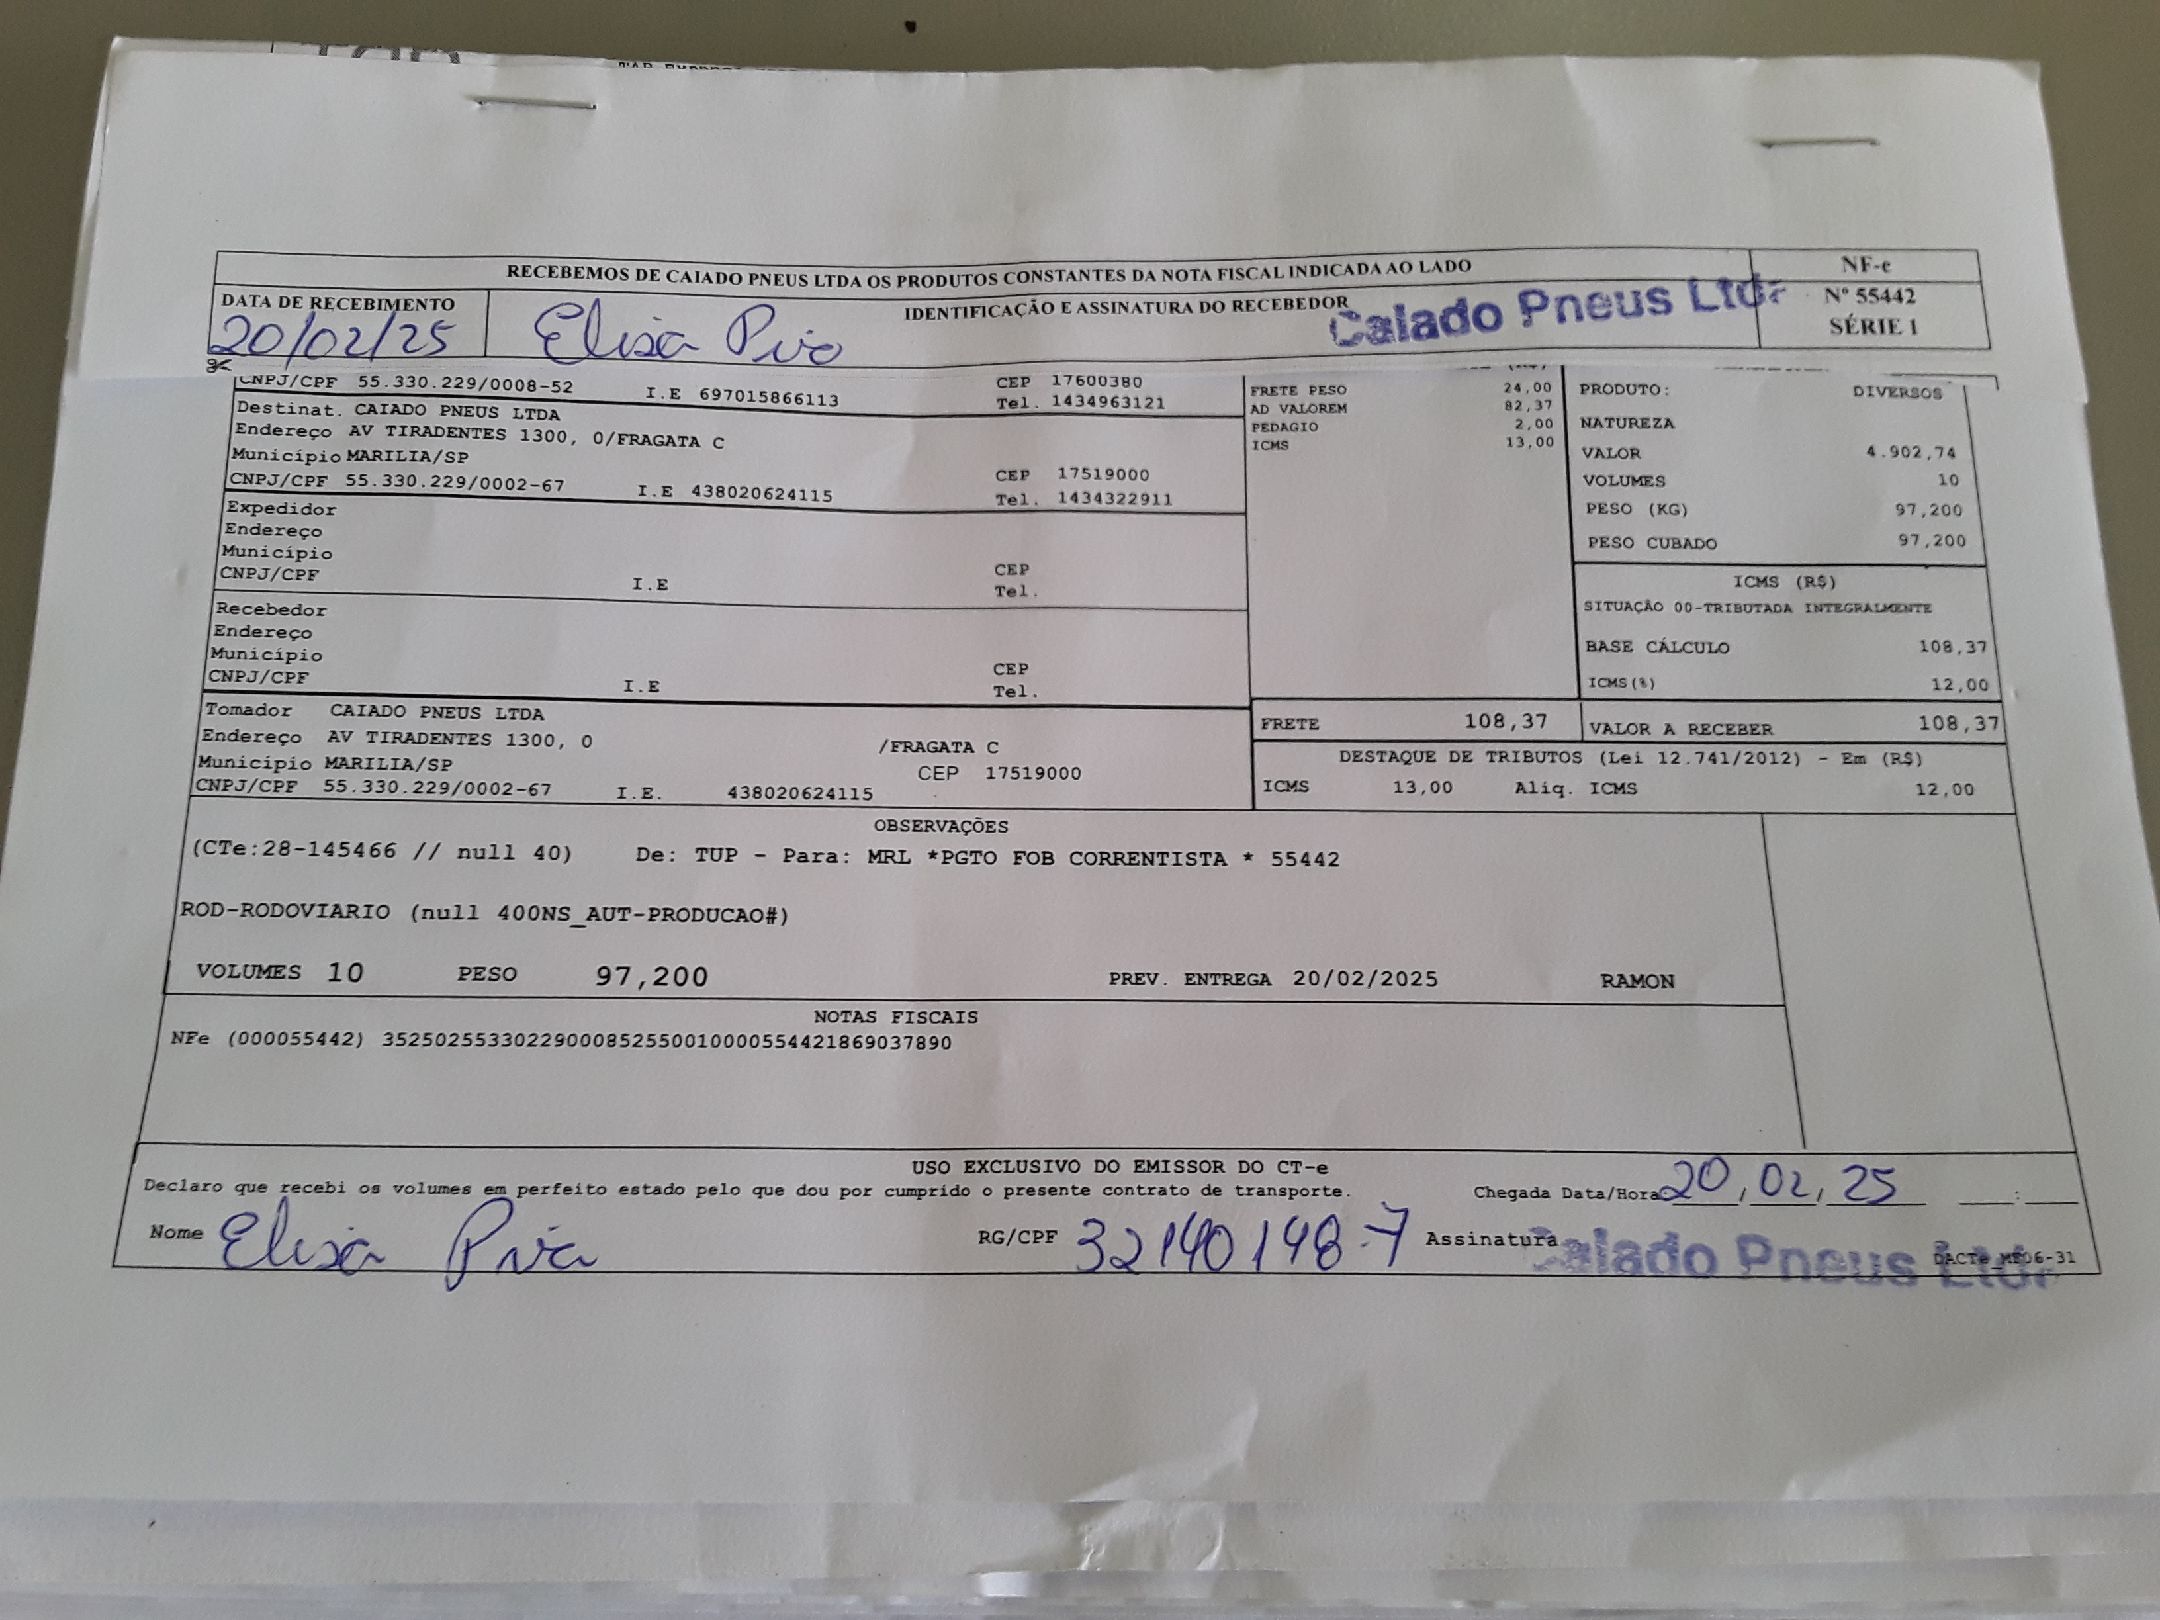 RECEBEMOS DE CAIADO PNEUS LTDA OS PRODUTOS CONSTANTES DA NOTA FISCAL INDICADA AO LADO
NF-e
Nº 55442
SÉRIE 1
DATA DE RECEBIMENTO
20/02/25
IDENTIFICAÇÃO E ASSINATURA DO RECEBEDOR
Elisa Piva
Caiado Pneus Ltda
CNPJ/CPF 55.330.229/0008-52 I.E 697015866113
CEP 17600380
Tel. 1434963121
Destinat. CAIADO PNEUS LTDA
Endereço AV TIRADENTES 1300, 0/FRAGATA C
Município MARILIA/SP CEP 17519000
CNPJ/CPF 55.330.229/0002-67 I.E 438020624115 Tel. 1434322911
Expedidor
Endereço
Município CEP
CNPJ/CPF I.E Tel.
Recebedor
Endereço
Município CEP
CNPJ/CPF I.E Tel.
Tomador CAIADO PNEUS LTDA
Endereço AV TIRADENTES 1300, 0 /FRAGATA C
Município MARILIA/SP CEP 17519000
CNPJ/CPF 55.330.229/0002-67 I.E. 438020624115
FRETE PESO 24,00
AD VALOREM 82,37
PEDAGIO 2,00
ICMS 13,00
PRODUTO: DIVERSOS
NATUREZA
VALOR 4.902,74
VOLUMES 10
PESO (KG) 97,200
PESO CUBADO 97,200
ICMS (R$)
SITUAÇÃO 00-TRIBUTADA INTEGRALMENTE
BASE CÁLCULO 108,37
ICMS(%) 12,00
FRETE 108,37
VALOR A RECEBER 108,37
DESTAQUE DE TRIBUTOS (Lei 12.741/2012) - Em (R$)
ICMS 13,00 Aliq. ICMS 12,00
OBSERVAÇÕES
(CTe:28-145466 // null 40) De: TUP - Para: MRL *PGTO FOB CORRENTISTA * 55442
ROD-RODOVIARIO (null 400NS_AUT-PRODUCAO#)
VOLUMES 10 PESO 97,200 PREV. ENTREGA 20/02/2025 RAMON
NOTAS FISCAIS
NFe (000055442) 35250255330229000852550010000554421869037890
USO EXCLUSIVO DO EMISSOR DO CT-e
Declaro que recebi os volumes em perfeito estado pelo que dou por cumprido o presente contrato de transporte.
Chegada Data/Hora 20/02/25 :
Nome Elisa Piva RG/CPF 32140148-7 Assinatura Caiado Pneus Ltda
DACTe_MF06-31